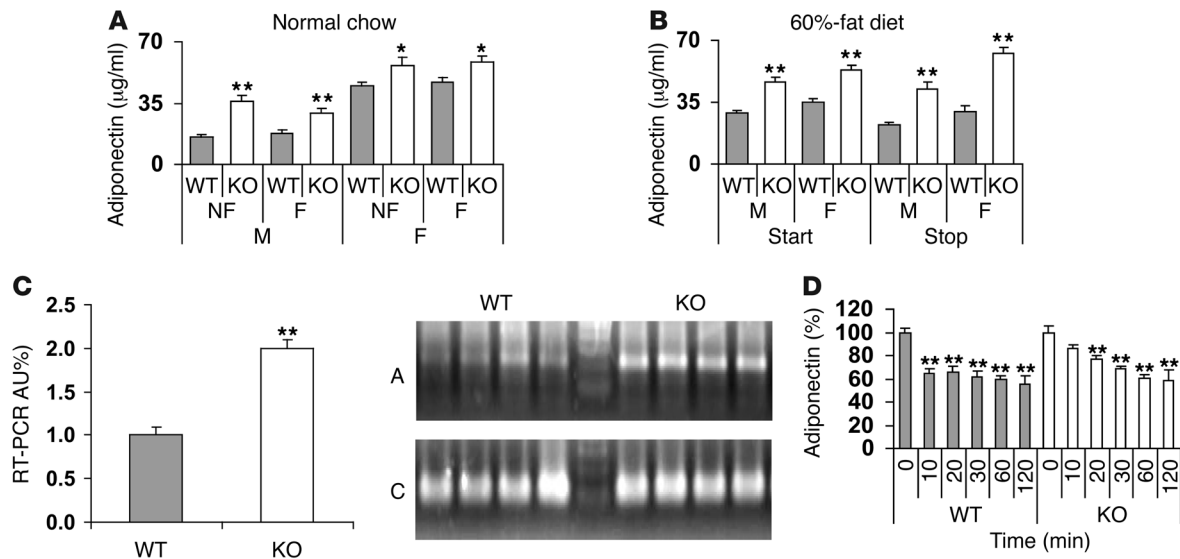 A
Normal chow
Adiponectin (μg/ml)
70
35
0
** ** * *
WT KO WT KO WT KO WT KO
NF F NF F
M F
B
60%-fat diet
Adiponectin (μg/ml)
70
35
0
** ** ** **
WT KO WT KO WT KO WT KO
M F M F
Start Stop
C
RT-PCR AU%
2.5
2.0
1.5
1.0
0.5
0.0
**
WT KO
WT KO
A
C
D
Adiponectin (%)
120
100
80
60
40
20
0
** ** ** ** ** ** ** ** **
0 10 20 30 60 120 0 10 20 30 60 120
WT KO
Time (min)